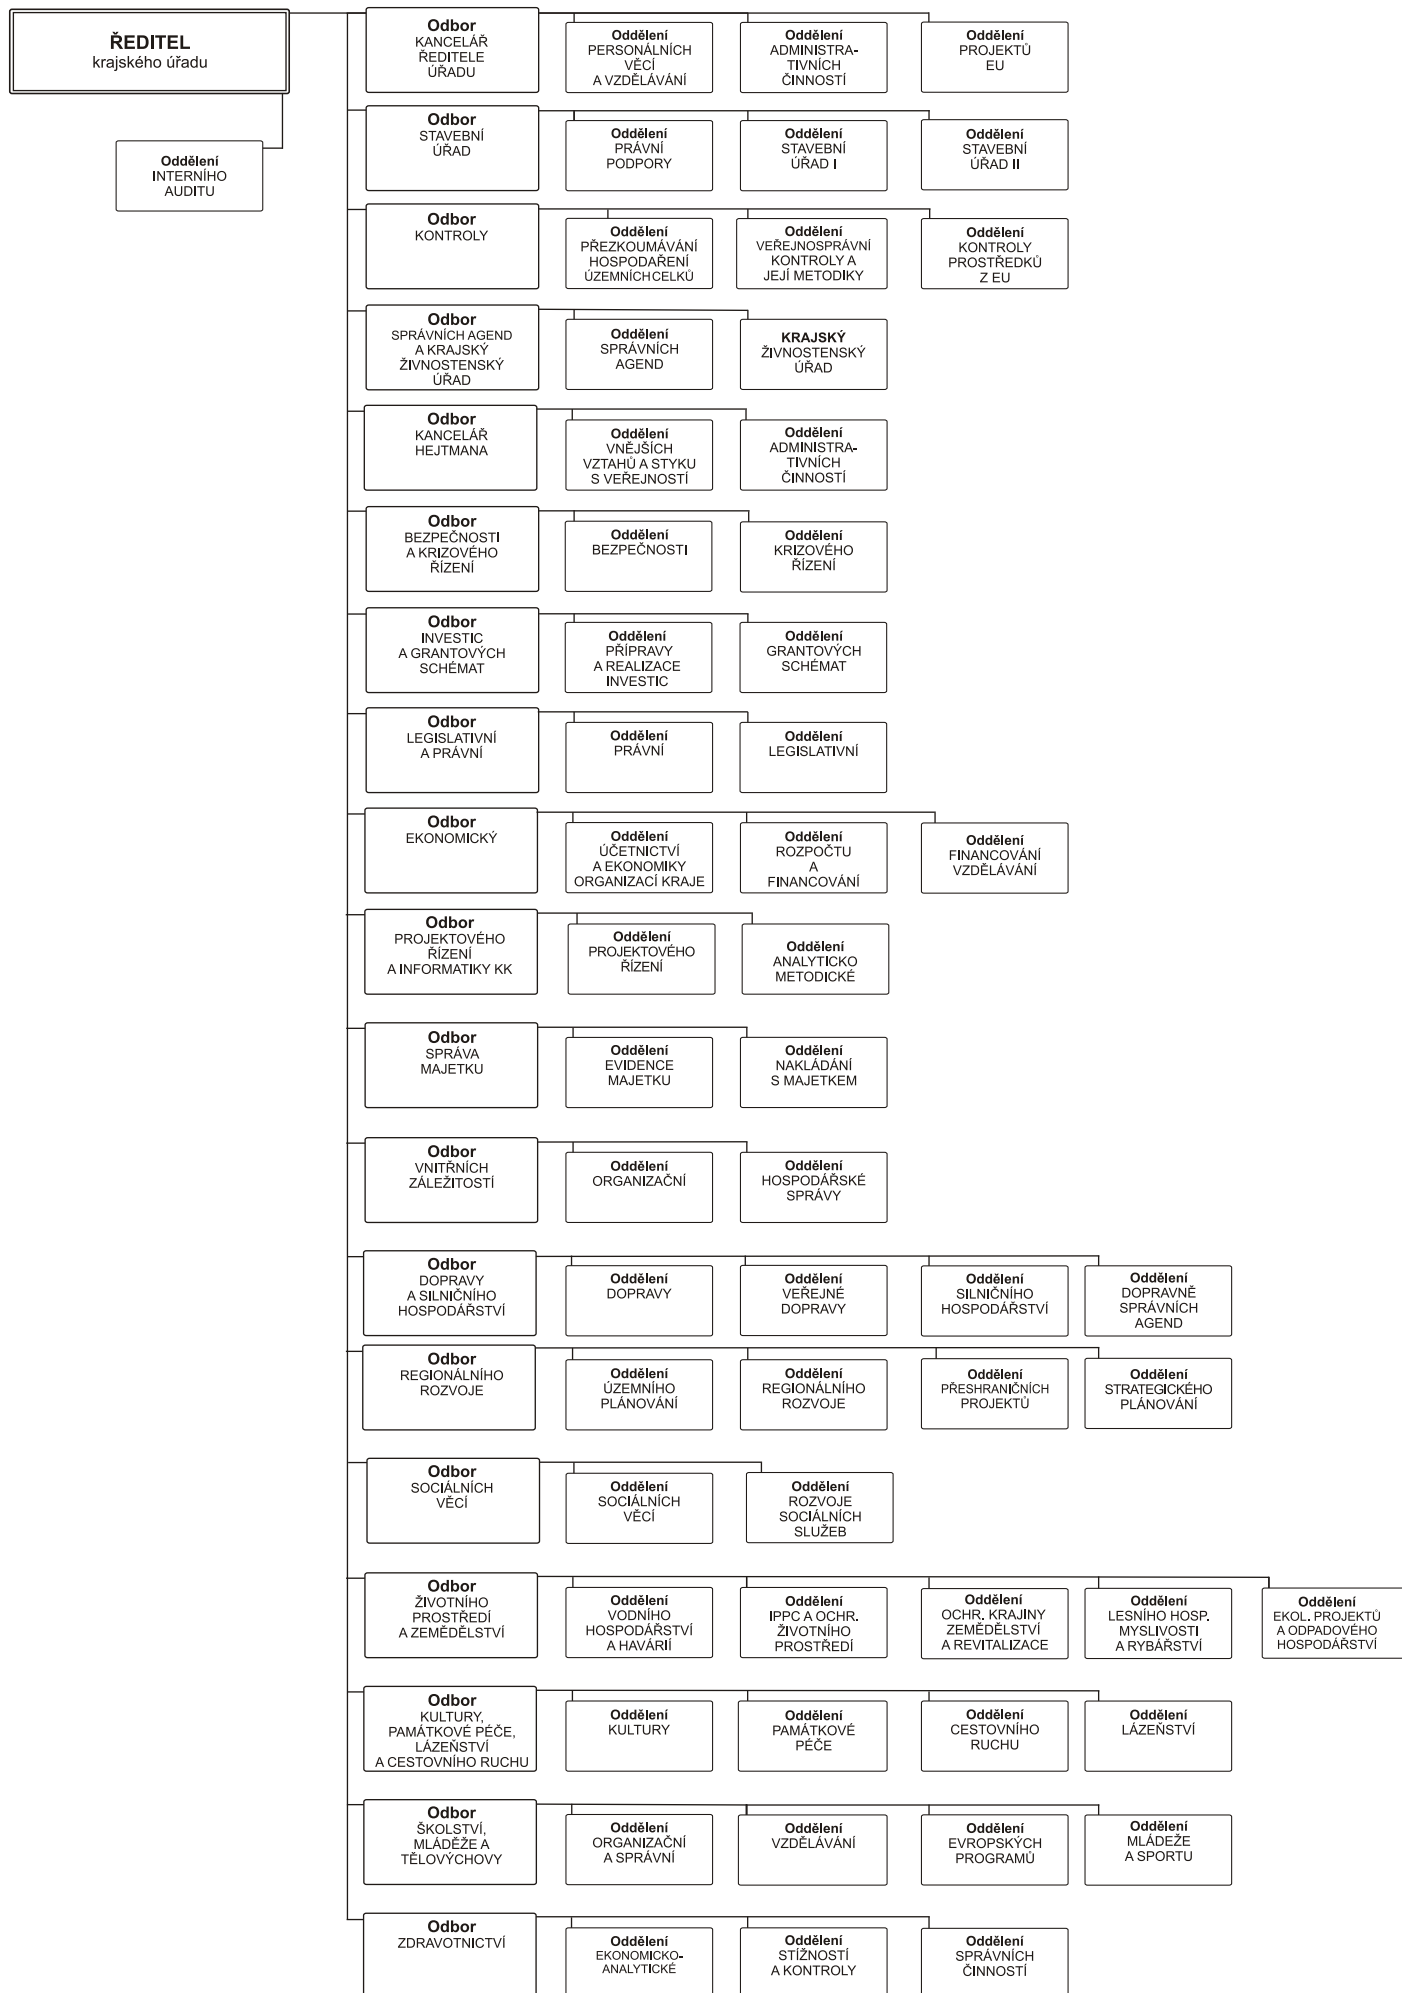 ŘEDITEL
krajského úřadu
Oddělení
INTERNÍHO
AUDITU
Odbor
KANCELÁŘ
ŘEDITELE
ÚŘADU
Oddělení
PERSONÁLNÍCH
VĚCÍ
A VZDĚLÁVÁNÍ
Oddělení
ADMINISTRA-
TIVNÍCH
ČINNOSTÍ
Oddělení
PROJEKTŮ
EU
Odbor
STAVEBNÍ
ÚŘAD
Oddělení
PRÁVNÍ
PODPORY
Oddělení
STAVEBNÍ
ÚŘAD I
Oddělení
STAVEBNÍ
ÚŘAD II
Odbor
KONTROLY
Oddělení
PŘEZKOUMÁVÁNÍ
HOSPODAŘENÍ
ÚZEMNÍCH CELKŮ
Oddělení
VEŘEJNOSPRÁVNÍ
KONTROLY A
JEJÍ METODIKY
Oddělení
KONTROLY
PROSTŘEDKŮ
Z EU
Odbor
SPRÁVNÍCH AGEND
A KRAJSKÝ
ŽIVNOSTENSKÝ
ÚŘAD
Oddělení
SPRÁVNÍCH
AGEND
KRAJSKÝ
ŽIVNOSTENSKÝ
ÚŘAD
Odbor
KANCELÁŘ
HEJTMANA
Oddělení
VNĚJŠÍCH
VZTAHŮ A STYKU
S VEŘEJNOSTÍ
Oddělení
ADMINISTRA-
TIVNÍCH
ČINNOSTÍ
Odbor
BEZPEČNOSTI
A KRIZOVÉHO
ŘÍZENÍ
Oddělení
BEZPEČNOSTI
Oddělení
KRIZOVÉHO
ŘÍZENÍ
Odbor
INVESTIC
A GRANTOVÝCH
SCHÉMAT
Oddělení
PŘÍPRAVY
A REALIZACE
INVESTIC
Oddělení
GRANTOVÝCH
SCHÉMAT
Odbor
LEGISLATIVNÍ
A PRÁVNÍ
Oddělení
PRÁVNÍ
Oddělení
LEGISLATIVNÍ
Odbor
EKONOMICKÝ
Oddělení
ÚČETNICTVÍ
A EKONOMIKY
ORGANIZACÍ KRAJE
Oddělení
ROZPOČTU
A
FINANCOVÁNÍ
Oddělení
FINANCOVÁNÍ
VZDĚLÁVÁNÍ
Odbor
PROJEKTOVÉHO
ŘÍZENÍ
A INFORMATIKY KK
Oddělení
PROJEKTOVÉHO
ŘÍZENÍ
Oddělení
ANALYTICKO
METODICKÉ
Odbor
SPRÁVA
MAJETKU
Oddělení
EVIDENCE
MAJETKU
Oddělení
NAKLÁDÁNÍ
S MAJETKEM
Odbor
VNITŘNÍCH
ZÁLEŽITOSTÍ
Oddělení
ORGANIZAČNÍ
Oddělení
HOSPODÁŘSKÉ
SPRÁVY
Odbor
DOPRAVY
A SILNIČNÍHO
HOSPODÁŘSTVÍ
Oddělení
DOPRAVY
Oddělení
VEŘEJNÉ
DOPRAVY
Oddělení
SILNIČNÍHO
HOSPODÁŘSTVÍ
Oddělení
DOPRAVNĚ
SPRÁVNÍCH
AGEND
Odbor
REGIONÁLNÍHO
ROZVOJE
Oddělení
ÚZEMNÍHO
PLÁNOVÁNÍ
Oddělení
REGIONÁLNÍHO
ROZVOJE
Oddělení
PŘESHRANIČNÍCH
PROJEKTŮ
Oddělení
STRATEGICKÉHO
PLÁNOVÁNÍ
Odbor
SOCIÁLNÍCH
VĚCÍ
Oddělení
SOCIÁLNÍCH
VĚCÍ
Oddělení
ROZVOJE
SOCIÁLNÍCH
SLUŽEB
Odbor
ŽIVOTNÍHO
PROSTŘEDÍ
A ZEMĚDĚLSTVÍ
Oddělení
VODNÍHO
HOSPODÁŘSTVÍ
A HAVÁRIÍ
Oddělení
IPPC A OCHR.
ŽIVOTNÍHO
PROSTŘEDÍ
Oddělení
OCHR. KRAJINY
ZEMĚDĚLSTVÍ
A REVITALIZACE
Oddělení
LESNÍHO HOSP.
MYSLIVOSTI
A RYBÁŘSTVÍ
Oddělení
EKOL. PROJEKTŮ
A ODPADOVÉHO
HOSPODÁŘSTVÍ
Odbor
KULTURY,
PAMÁTKOVÉ PÉČE,
LÁZEŇSTVÍ
A CESTOVNÍHO RUCHU
Oddělení
KULTURY
Oddělení
PAMÁTKOVÉ
PÉČE
Oddělení
CESTOVNÍHO
RUCHU
Oddělení
LÁZEŇSTVÍ
Odbor
ŠKOLSTVÍ,
MLÁDĚŽE A
TĚLOVÝCHOVY
Oddělení
ORGANIZAČNÍ
A SPRÁVNÍ
Oddělení
VZDĚLÁVÁNÍ
Oddělení
EVROPSKÝCH
PROGRAMŮ
Oddělení
MLÁDEŽE
A SPORTU
Odbor
ZDRAVOTNICTVÍ
Oddělení
EKONOMICKO-
ANALYTICKÉ
Oddělení
STÍŽNOSTÍ
A KONTROLY
Oddělení
SPRÁVNÍCH
ČINNOSTÍ